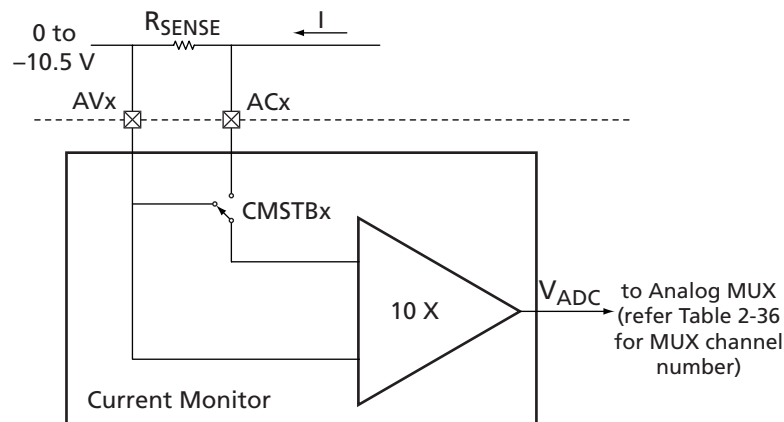 0 to
–10.5 V
RSENSE
I
AVx
ACx
CMSTBx
10 X
VADC
to Analog MUX
(refer Table 2-36
for MUX channel
number)
Current Monitor